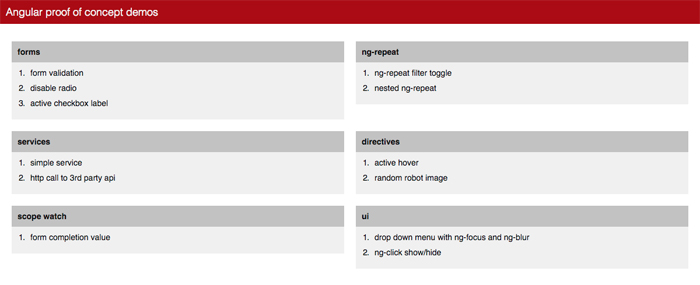 Angular proof of concept demos
forms
1. form validation
2. disable radio
3. active checkbox label
ng-repeat
1. ng-repeat filter toggle
2. nested ng-repeat
services
1. simple service
2. http call to 3rd party api
directives
1. active hover
2. random robot image
scope watch
1. form completion value
ui
1. drop down menu with ng-focus and ng-blur
2. ng-click show/hide